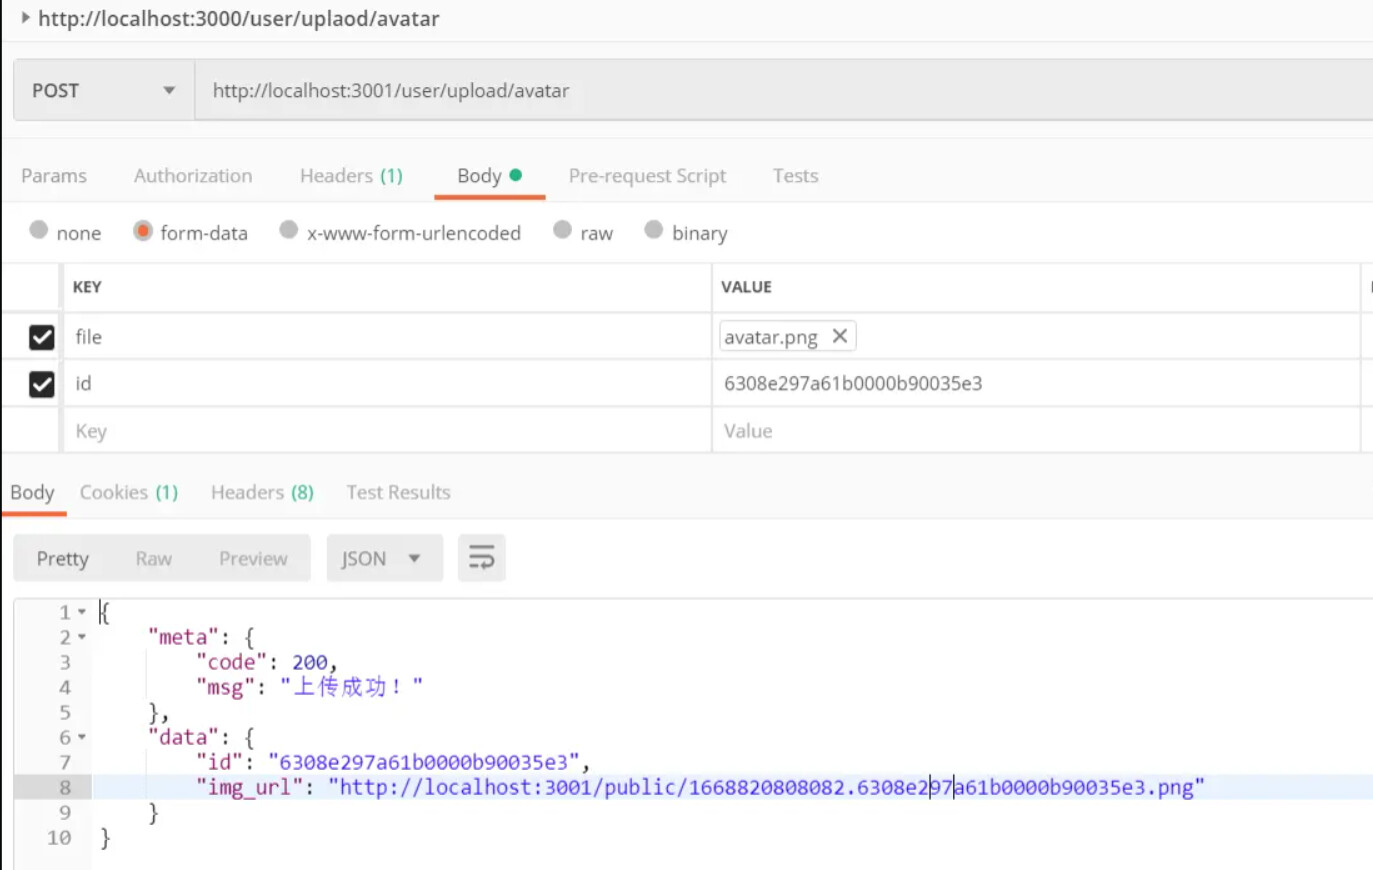 http://localhost:3000/user/uplaod/avatar
POST http://localhost:3001/user/upload/avatar
Params Authorization Headers (1) Body Pre-request Script Tests
none form-data x-www-form-urlencoded raw binary
KEY VALUE
file avatar.png
id 6308e297a61b0000b90035e3
Key Value
Body Cookies (1) Headers (8) Test Results
Pretty Raw Preview JSON
1 {
2 "meta": {
3 "code": 200,
4 "msg": "上传成功！"
5 },
6 "data": {
7 "id": "6308e297a61b0000b90035e3",
8 "img_url": "http://localhost:3001/public/1668820808082.6308e297a61b0000b90035e3.png"
9 }
10 }